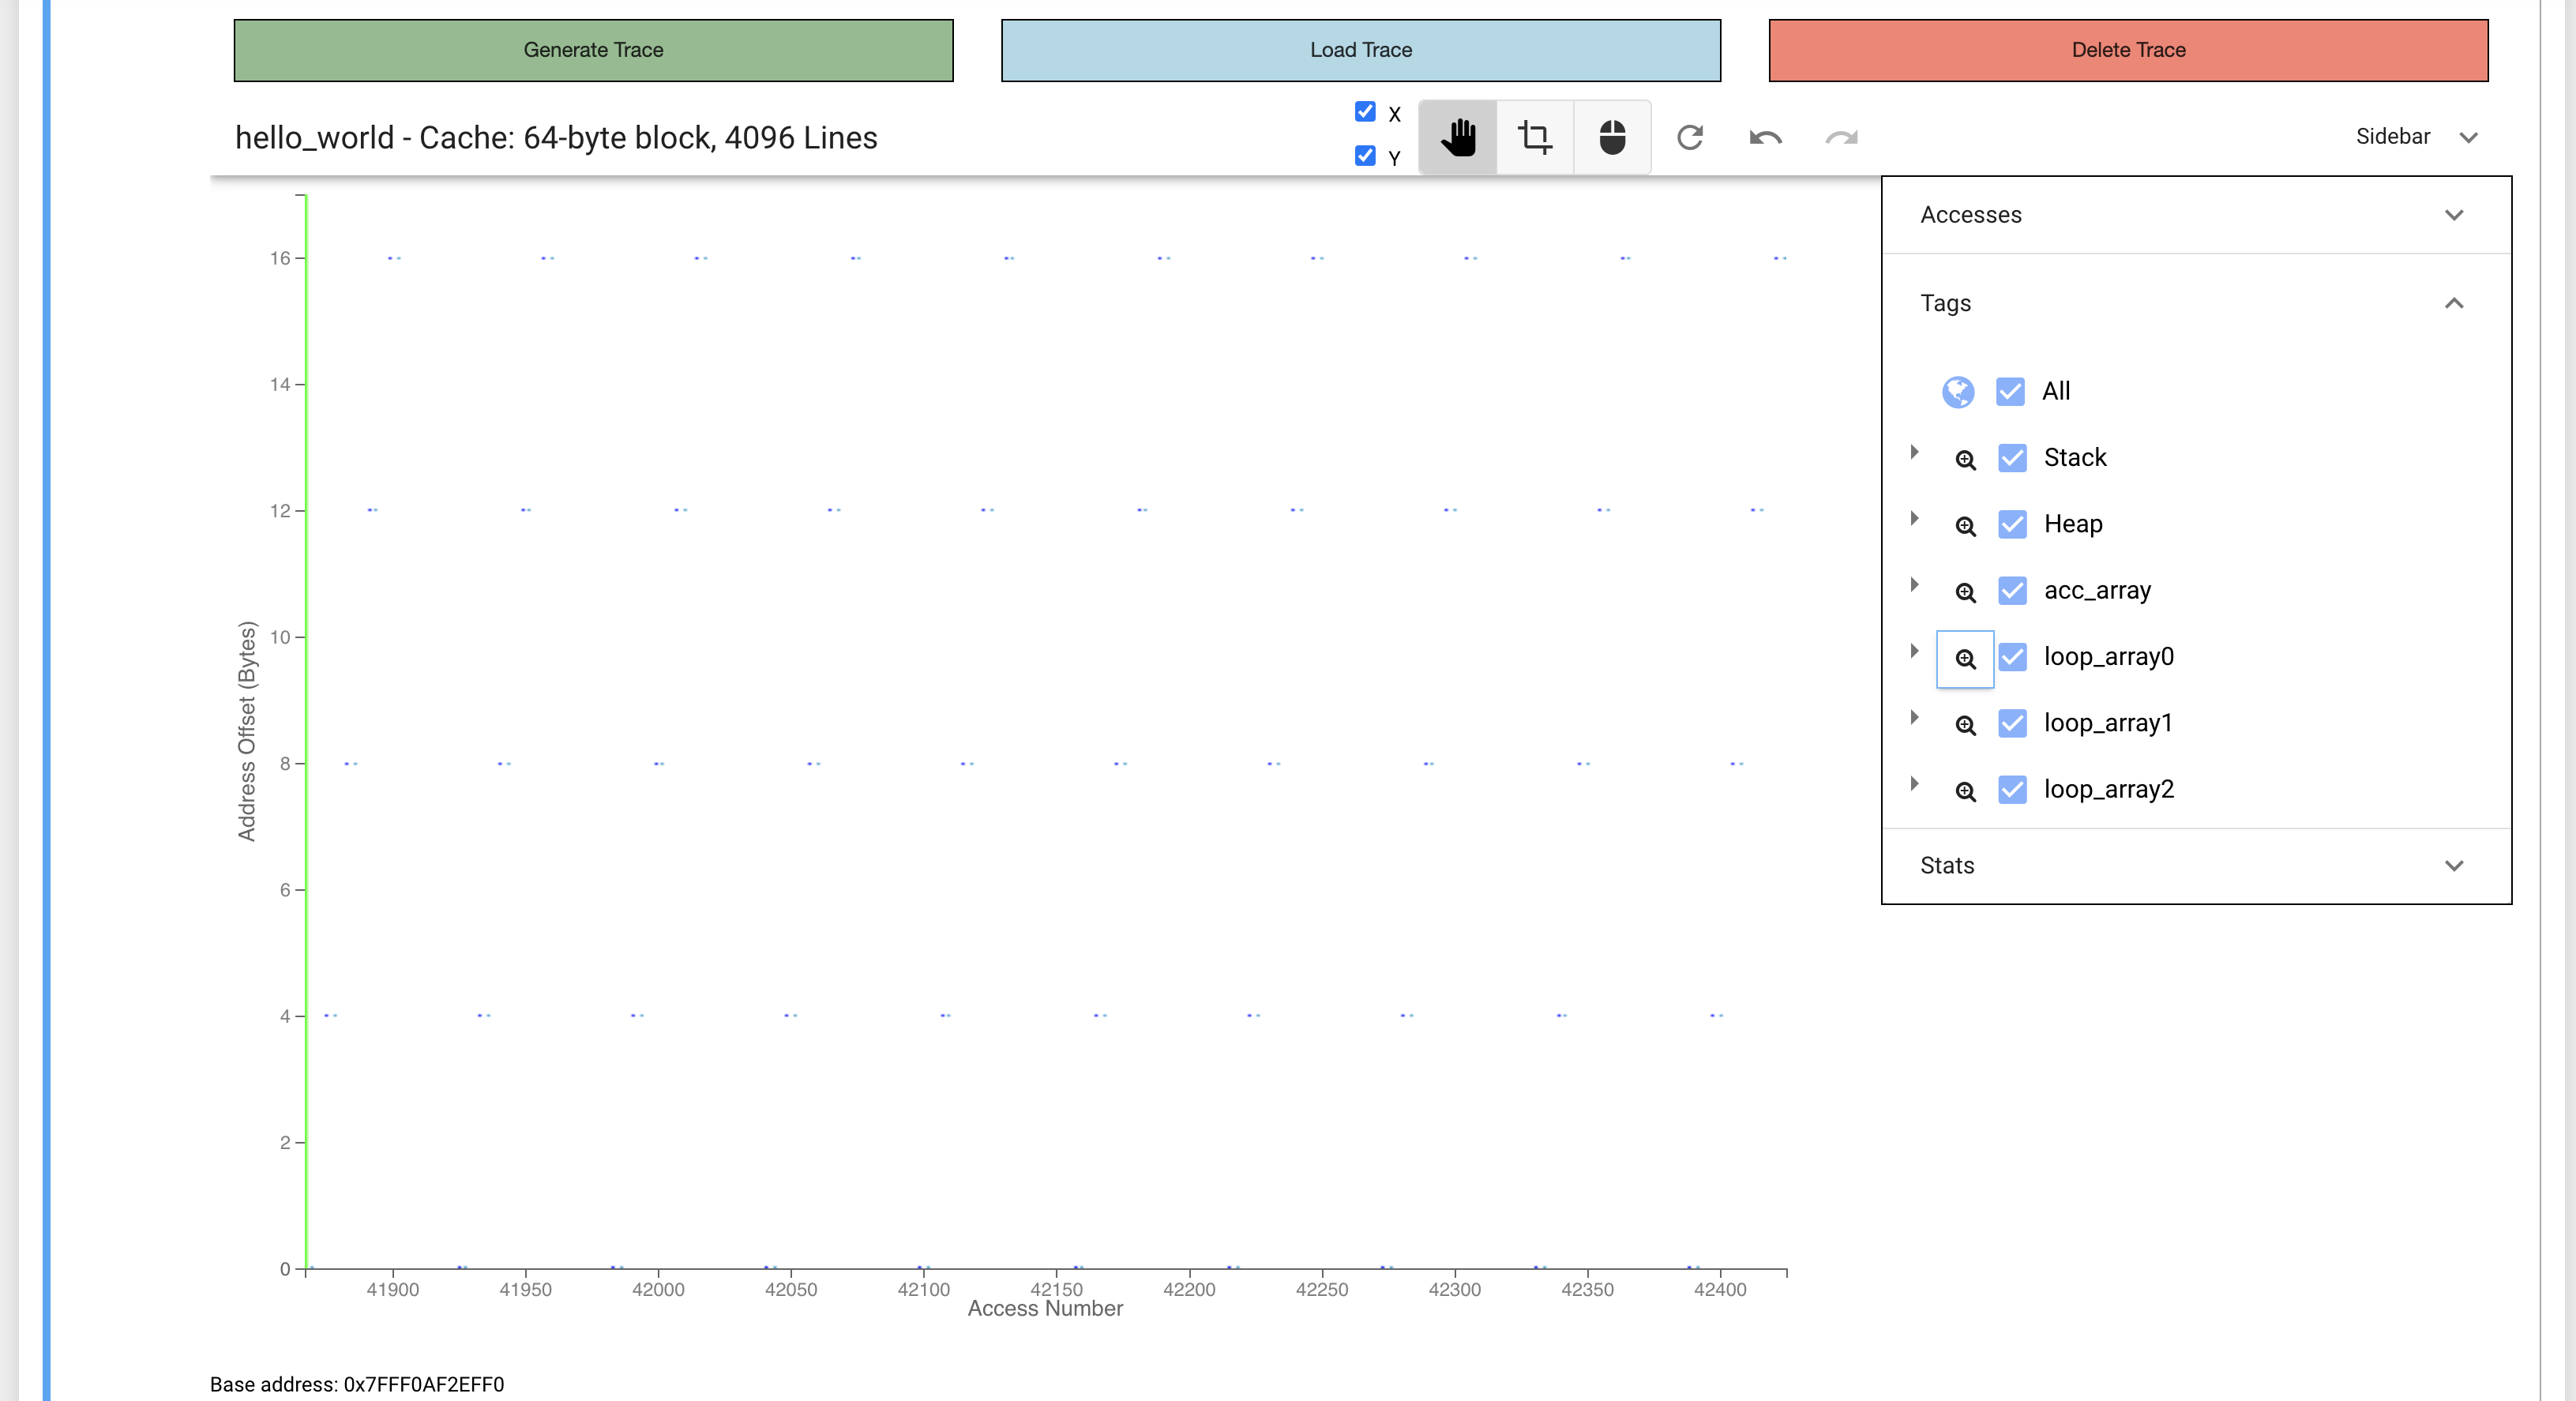 Generate Trace
Load Trace
Delete Trace
hello_world - Cache: 64-byte block, 4096 Lines
X
Y
Sidebar
Accesses
Tags
All
Stack
Heap
acc_array
loop_array0
loop_array1
loop_array2
Stats
Address Offset (Bytes)
16
14
12
10
8
6
4
2
0
41900 41950 42000 42050 42100 42150 42200 42250 42300 42350 42400
Access Number
Base address: 0x7FFF0AF2EFF0